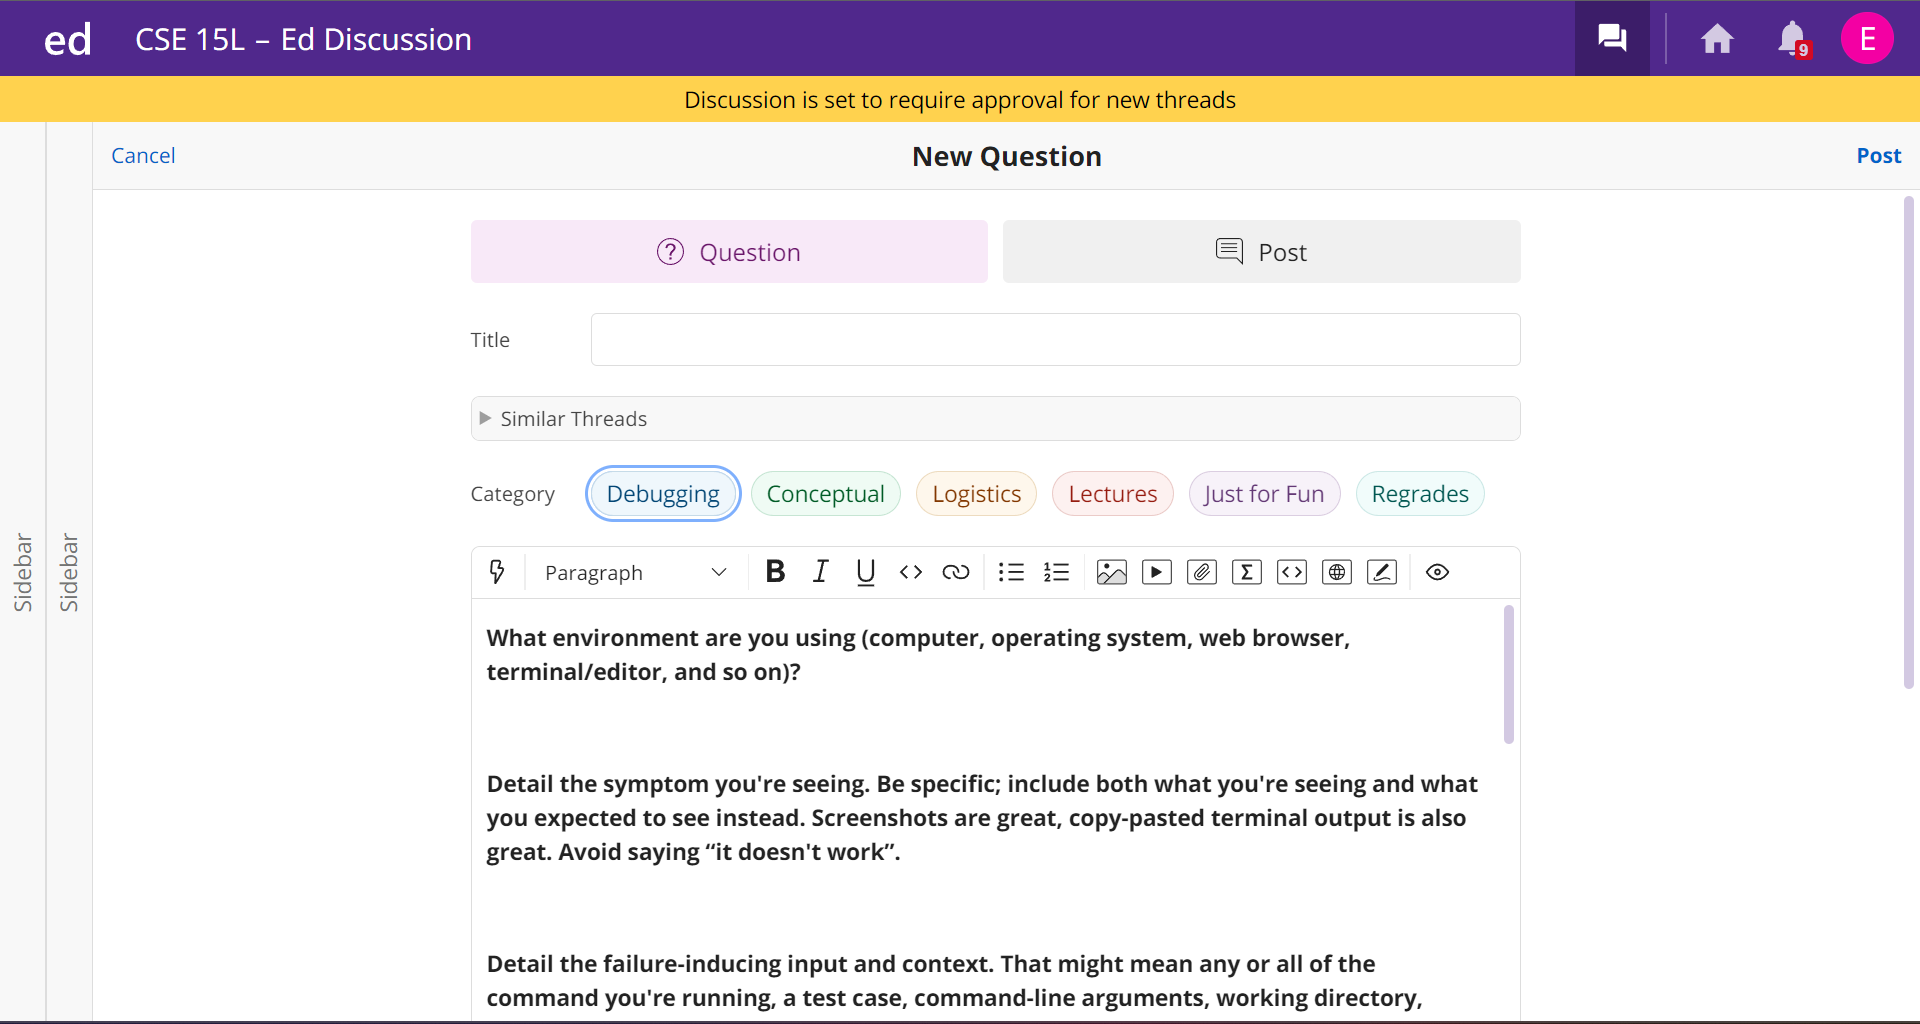 ed CSE 15L – Ed Discussion 9 E
Discussion is set to require approval for new threads
Cancel New Question Post
Question Post
Title
Similar Threads
Category Debugging Conceptual Logistics Lectures Just for Fun Regrades
Sidebar
Sidebar
Paragraph B I U
What environment are you using (computer, operating system, web browser,
terminal/editor, and so on)?
Detail the symptom you're seeing. Be specific; include both what you're seeing and what
you expected to see instead. Screenshots are great, copy-pasted terminal output is also
great. Avoid saying “it doesn't work”.
Detail the failure-inducing input and context. That might mean any or all of the
command you're running, a test case, command-line arguments, working directory,